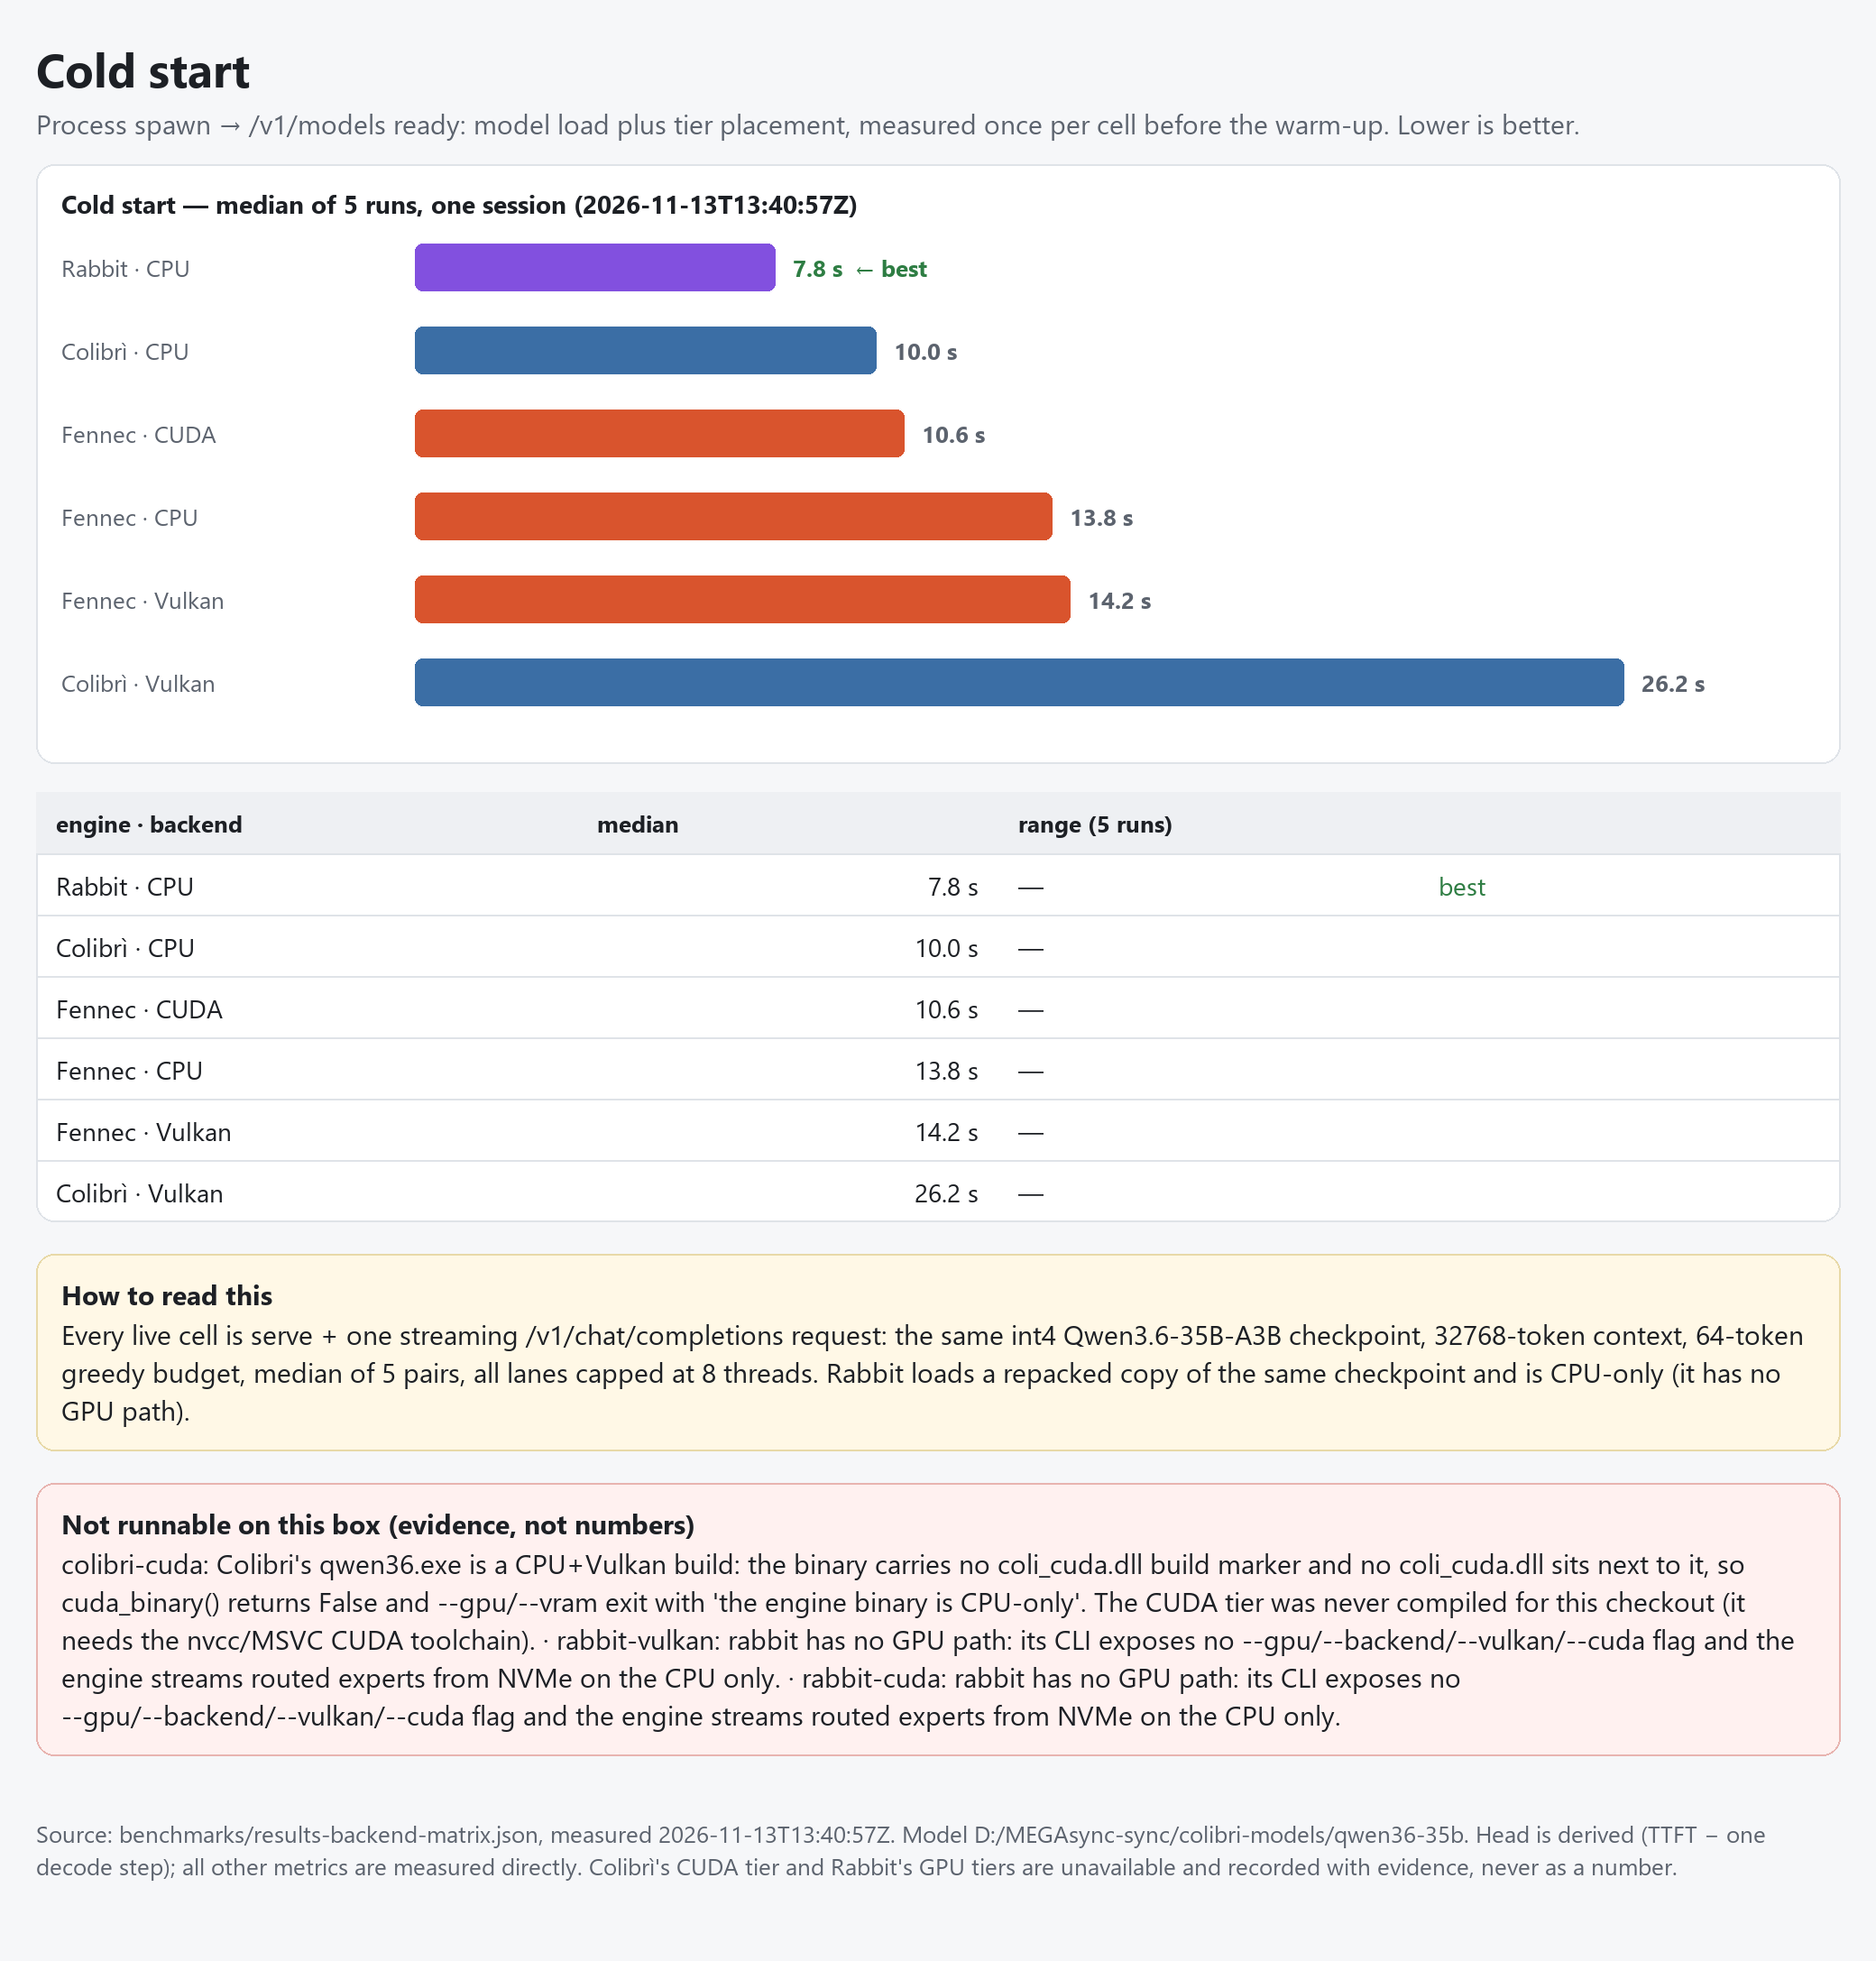 Cold start
Process spawn → /v1/models ready: model load plus tier placement, measured once per cell before the warm-up. Lower is better.
Cold start — median of 5 runs, one session (2026-11-13T13:40:57Z)
Rabbit · CPU 7.8 s ← best
Colibrì · CPU 10.0 s
Fennec · CUDA 10.6 s
Fennec · CPU 13.8 s
Fennec · Vulkan 14.2 s
Colibrì · Vulkan 26.2 s
engine · backend median range (5 runs)
Rabbit · CPU 7.8 s — best
Colibrì · CPU 10.0 s —
Fennec · CUDA 10.6 s —
Fennec · CPU 13.8 s —
Fennec · Vulkan 14.2 s —
Colibrì · Vulkan 26.2 s —
How to read this
Every live cell is serve + one streaming /v1/chat/completions request: the same int4 Qwen3.6-35B-A3B checkpoint, 32768-token context, 64-token
greedy budget, median of 5 pairs, all lanes capped at 8 threads. Rabbit loads a repacked copy of the same checkpoint and is CPU-only (it has no
GPU path).
Not runnable on this box (evidence, not numbers)
colibri-cuda: Colibri's qwen36.exe is a CPU+Vulkan build: the binary carries no coli_cuda.dll build marker and no coli_cuda.dll sits next to it, so
cuda_binary() returns False and --gpu/--vram exit with 'the engine binary is CPU-only'. The CUDA tier was never compiled for this checkout (it
needs the nvcc/MSVC CUDA toolchain). · rabbit-vulkan: rabbit has no GPU path: its CLI exposes no --gpu/--backend/--vulkan/--cuda flag and the
engine streams routed experts from NVMe on the CPU only. · rabbit-cuda: rabbit has no GPU path: its CLI exposes no
--gpu/--backend/--vulkan/--cuda flag and the engine streams routed experts from NVMe on the CPU only.
Source: benchmarks/results-backend-matrix.json, measured 2026-11-13T13:40:57Z. Model D:/MEGAsync-sync/colibri-models/qwen36-35b. Head is derived (TTFT − one
decode step); all other metrics are measured directly. Colibrì's CUDA tier and Rabbit's GPU tiers are unavailable and recorded with evidence, never as a number.